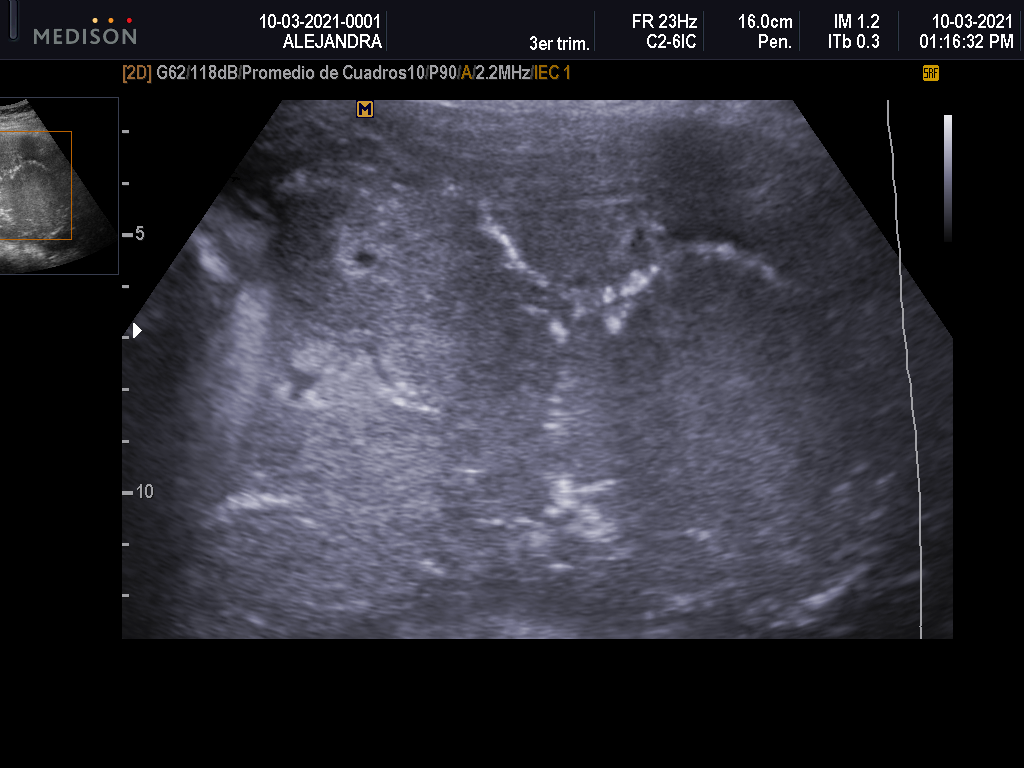 MEDISON
10-03-2021-0001
ALEJANDRA
3er trim.
FR 23Hz
C2-6IC
16.0cm
Pen.
IM 1.2
ITb 0.3
10-03-2021
01:16:32 PM
[2D] G62/118dB/Promedio de Cuadros10/P90/A/2.2MHz/IEC 1
SRF
M
5
10